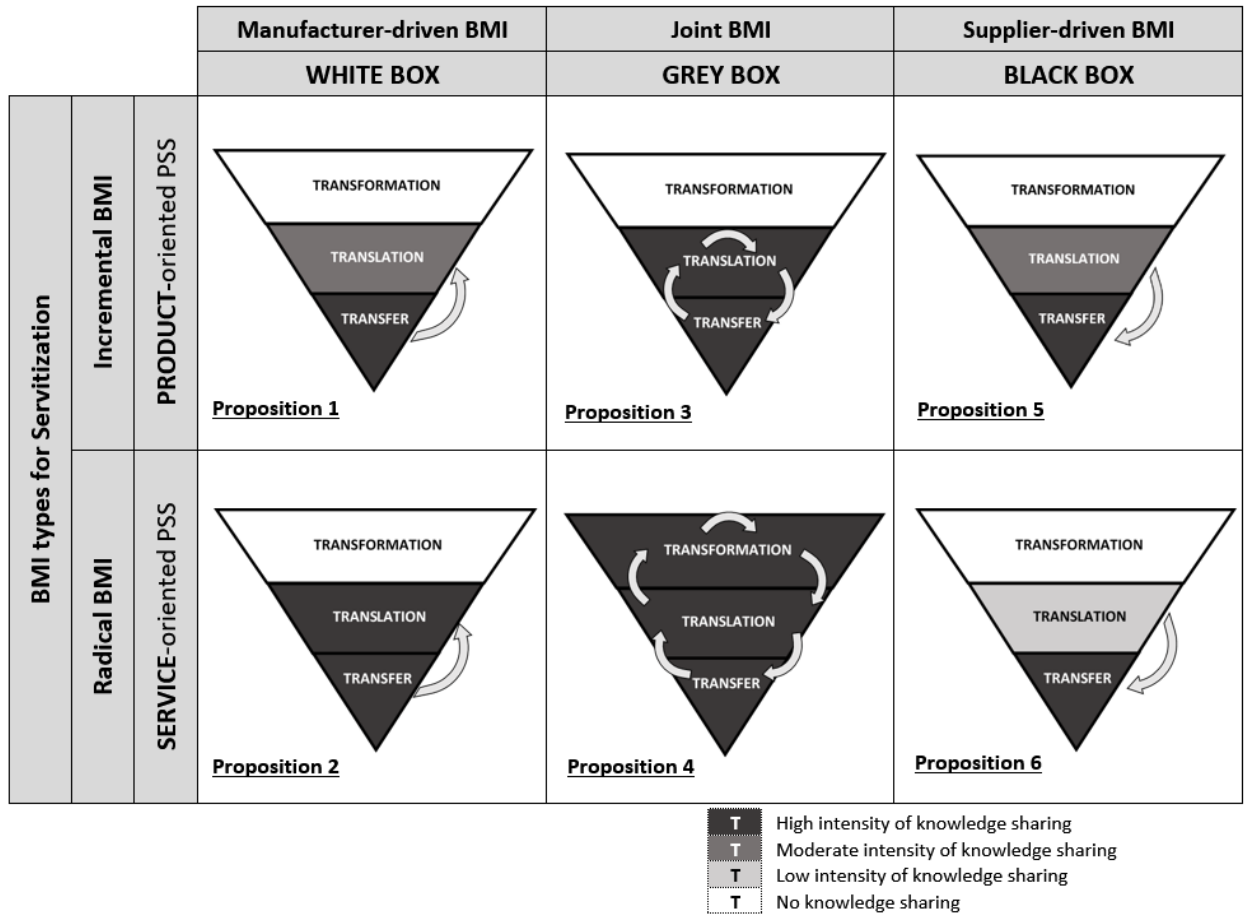 Manufacturer-driven BMI
Joint BMI
Supplier-driven BMI
WHITE BOX
GREY BOX
BLACK BOX
BMI types for Servitization
Incremental BMI
PRODUCT-oriented PSS
TRANSFORMATION
TRANSLATION
TRANSFER
Proposition 1
TRANSFORMATION
TRANSLATION
TRANSFER
Proposition 3
TRANSFORMATION
TRANSLATION
TRANSFER
Proposition 5
Radical BMI
SERVICE-oriented PSS
TRANSFORMATION
TRANSLATION
TRANSFER
Proposition 2
TRANSFORMATION
TRANSLATION
TRANSFER
Proposition 4
TRANSFORMATION
TRANSLATION
TRANSFER
Proposition 6
T High intensity of knowledge sharing
T Moderate intensity of knowledge sharing
T Low intensity of knowledge sharing
T No knowledge sharing